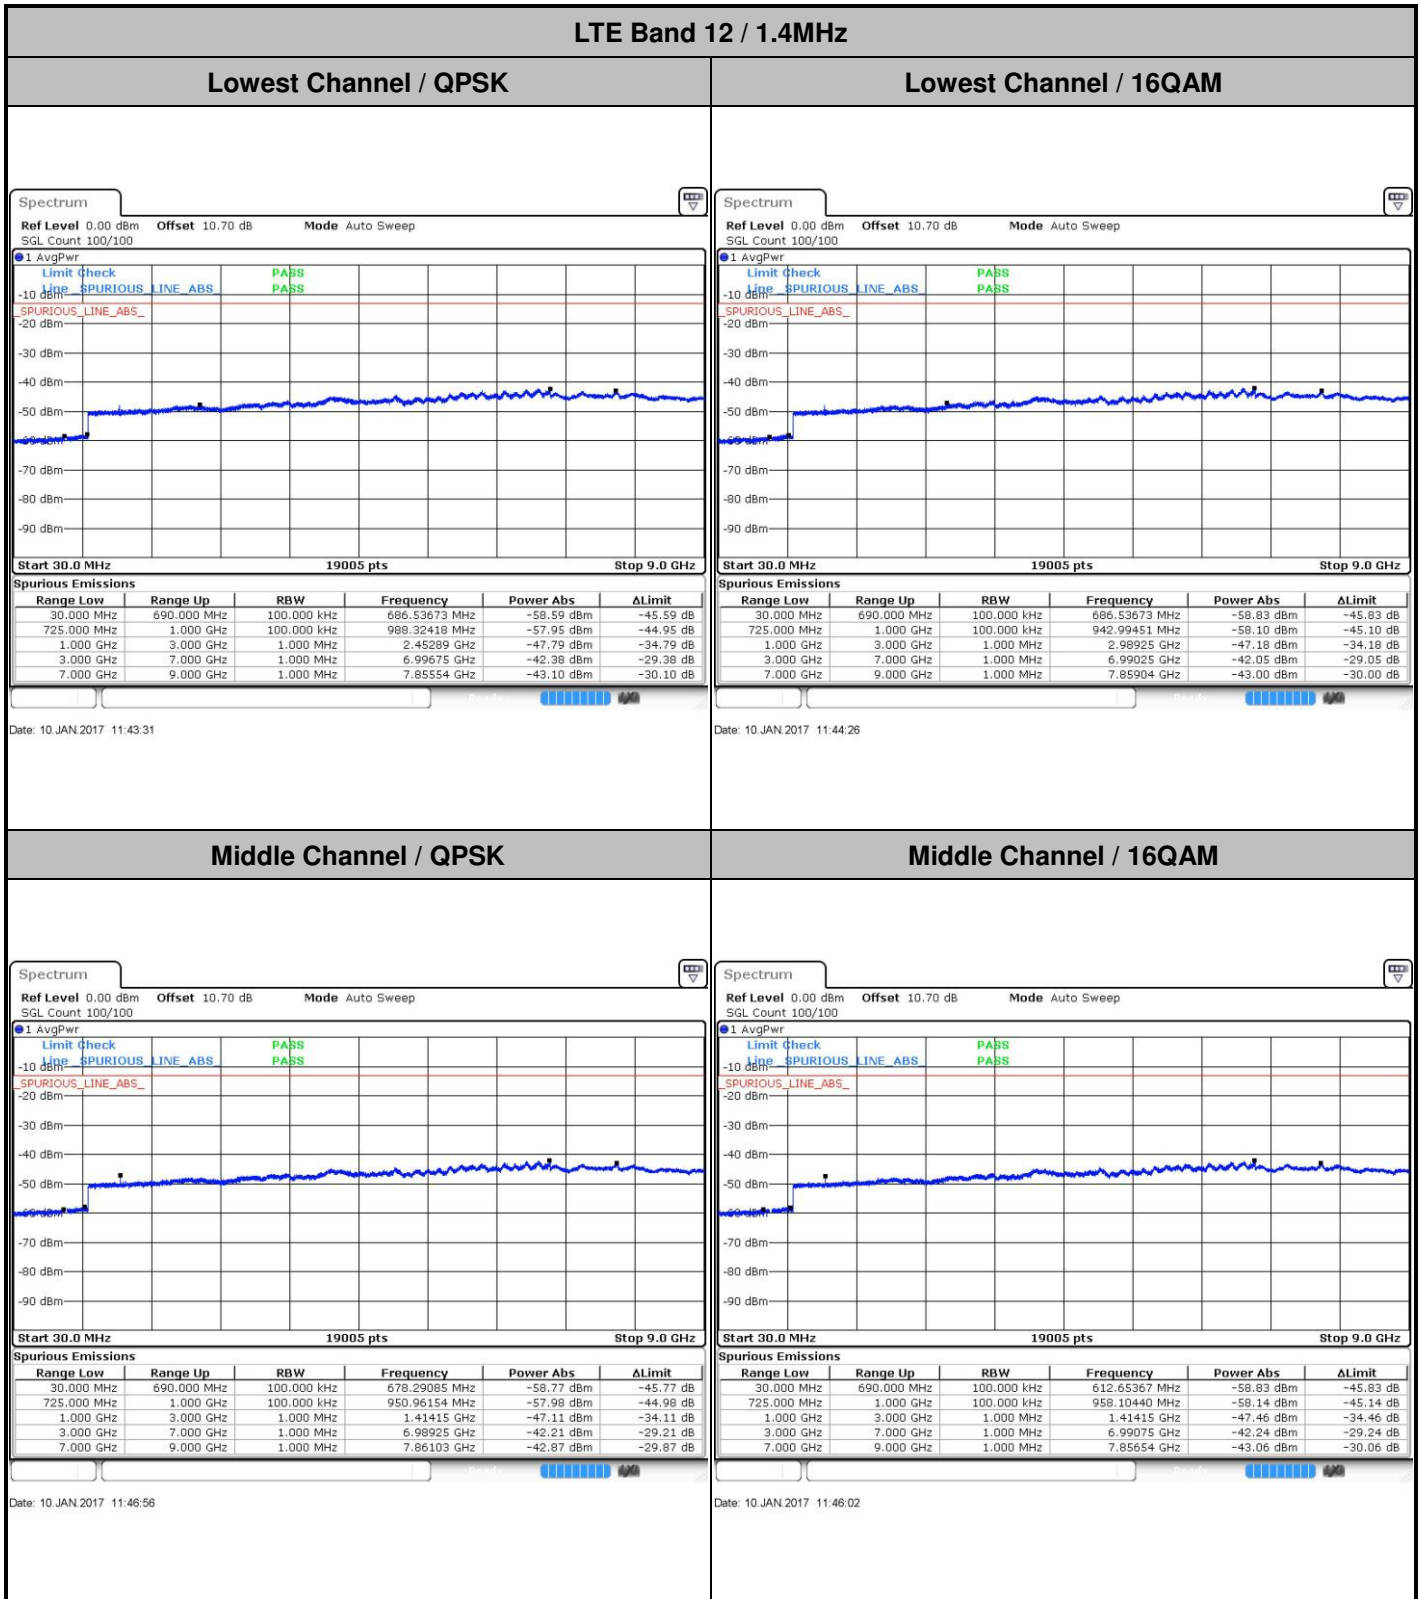 LTE Band 12 / 1.4MHz
Lowest Channel / QPSK
Lowest Channel / 16QAM
Spectrum
Ref Level 0.00 dBm Offset 10.70 dB Mode Auto Sweep
SGL Count 100/100
1 AvgPwr
Limit Check PASS
Line _SPURIOUS_LINE_ABS_ PASS
-10 dBm
_SPURIOUS_LINE_ABS_
-20 dBm
-30 dBm
-40 dBm
-50 dBm
-60 dBm
-70 dBm
-80 dBm
-90 dBm
Start 30.0 MHz 19005 pts Stop 9.0 GHz
Spurious Emissions
Range Low Range Up RBW Frequency Power Abs ΔLimit
30.000 MHz 690.000 MHz 100.000 kHz 686.53673 MHz -58.59 dBm -45.59 dB
725.000 MHz 1.000 GHz 100.000 kHz 988.32418 MHz -57.95 dBm -44.95 dB
1.000 GHz 3.000 GHz 1.000 MHz 2.45289 GHz -47.79 dBm -34.79 dB
3.000 GHz 7.000 GHz 1.000 MHz 6.99675 GHz -42.38 dBm -29.38 dB
7.000 GHz 9.000 GHz 1.000 MHz 7.85554 GHz -43.10 dBm -30.10 dB
Date: 10.JAN.2017 11:43:31
Spectrum
Ref Level 0.00 dBm Offset 10.70 dB Mode Auto Sweep
SGL Count 100/100
1 AvgPwr
Limit Check PASS
Line _SPURIOUS_LINE_ABS_ PASS
-10 dBm
_SPURIOUS_LINE_ABS_
-20 dBm
-30 dBm
-40 dBm
-50 dBm
-60 dBm
-70 dBm
-80 dBm
-90 dBm
Start 30.0 MHz 19005 pts Stop 9.0 GHz
Spurious Emissions
Range Low Range Up RBW Frequency Power Abs ΔLimit
30.000 MHz 690.000 MHz 100.000 kHz 686.53673 MHz -58.83 dBm -45.83 dB
725.000 MHz 1.000 GHz 100.000 kHz 942.99451 MHz -58.10 dBm -45.10 dB
1.000 GHz 3.000 GHz 1.000 MHz 2.98925 GHz -47.18 dBm -34.18 dB
3.000 GHz 7.000 GHz 1.000 MHz 6.99025 GHz -42.05 dBm -29.05 dB
7.000 GHz 9.000 GHz 1.000 MHz 7.85904 GHz -43.00 dBm -30.00 dB
Date: 10.JAN.2017 11:44:26
Middle Channel / QPSK
Middle Channel / 16QAM
Spectrum
Ref Level 0.00 dBm Offset 10.70 dB Mode Auto Sweep
SGL Count 100/100
1 AvgPwr
Limit Check PASS
Line _SPURIOUS_LINE_ABS_ PASS
-10 dBm
_SPURIOUS_LINE_ABS_
-20 dBm
-30 dBm
-40 dBm
-50 dBm
-60 dBm
-70 dBm
-80 dBm
-90 dBm
Start 30.0 MHz 19005 pts Stop 9.0 GHz
Spurious Emissions
Range Low Range Up RBW Frequency Power Abs ΔLimit
30.000 MHz 690.000 MHz 100.000 kHz 678.29085 MHz -58.77 dBm -45.77 dB
725.000 MHz 1.000 GHz 100.000 kHz 950.96154 MHz -57.98 dBm -44.98 dB
1.000 GHz 3.000 GHz 1.000 MHz 1.41415 GHz -47.11 dBm -34.11 dB
3.000 GHz 7.000 GHz 1.000 MHz 6.98925 GHz -42.21 dBm -29.21 dB
7.000 GHz 9.000 GHz 1.000 MHz 7.86103 GHz -42.87 dBm -29.87 dB
Date: 10.JAN.2017 11:46:56
Spectrum
Ref Level 0.00 dBm Offset 10.70 dB Mode Auto Sweep
SGL Count 100/100
1 AvgPwr
Limit Check PASS
Line _SPURIOUS_LINE_ABS_ PASS
-10 dBm
_SPURIOUS_LINE_ABS_
-20 dBm
-30 dBm
-40 dBm
-50 dBm
-60 dBm
-70 dBm
-80 dBm
-90 dBm
Start 30.0 MHz 19005 pts Stop 9.0 GHz
Spurious Emissions
Range Low Range Up RBW Frequency Power Abs ΔLimit
30.000 MHz 690.000 MHz 100.000 kHz 612.65367 MHz -58.83 dBm -45.83 dB
725.000 MHz 1.000 GHz 100.000 kHz 958.10440 MHz -58.14 dBm -45.14 dB
1.000 GHz 3.000 GHz 1.000 MHz 1.41415 GHz -47.46 dBm -34.46 dB
3.000 GHz 7.000 GHz 1.000 MHz 6.99075 GHz -42.24 dBm -29.24 dB
7.000 GHz 9.000 GHz 1.000 MHz 7.85654 GHz -43.06 dBm -30.06 dB
Date: 10.JAN.2017 11:46:02